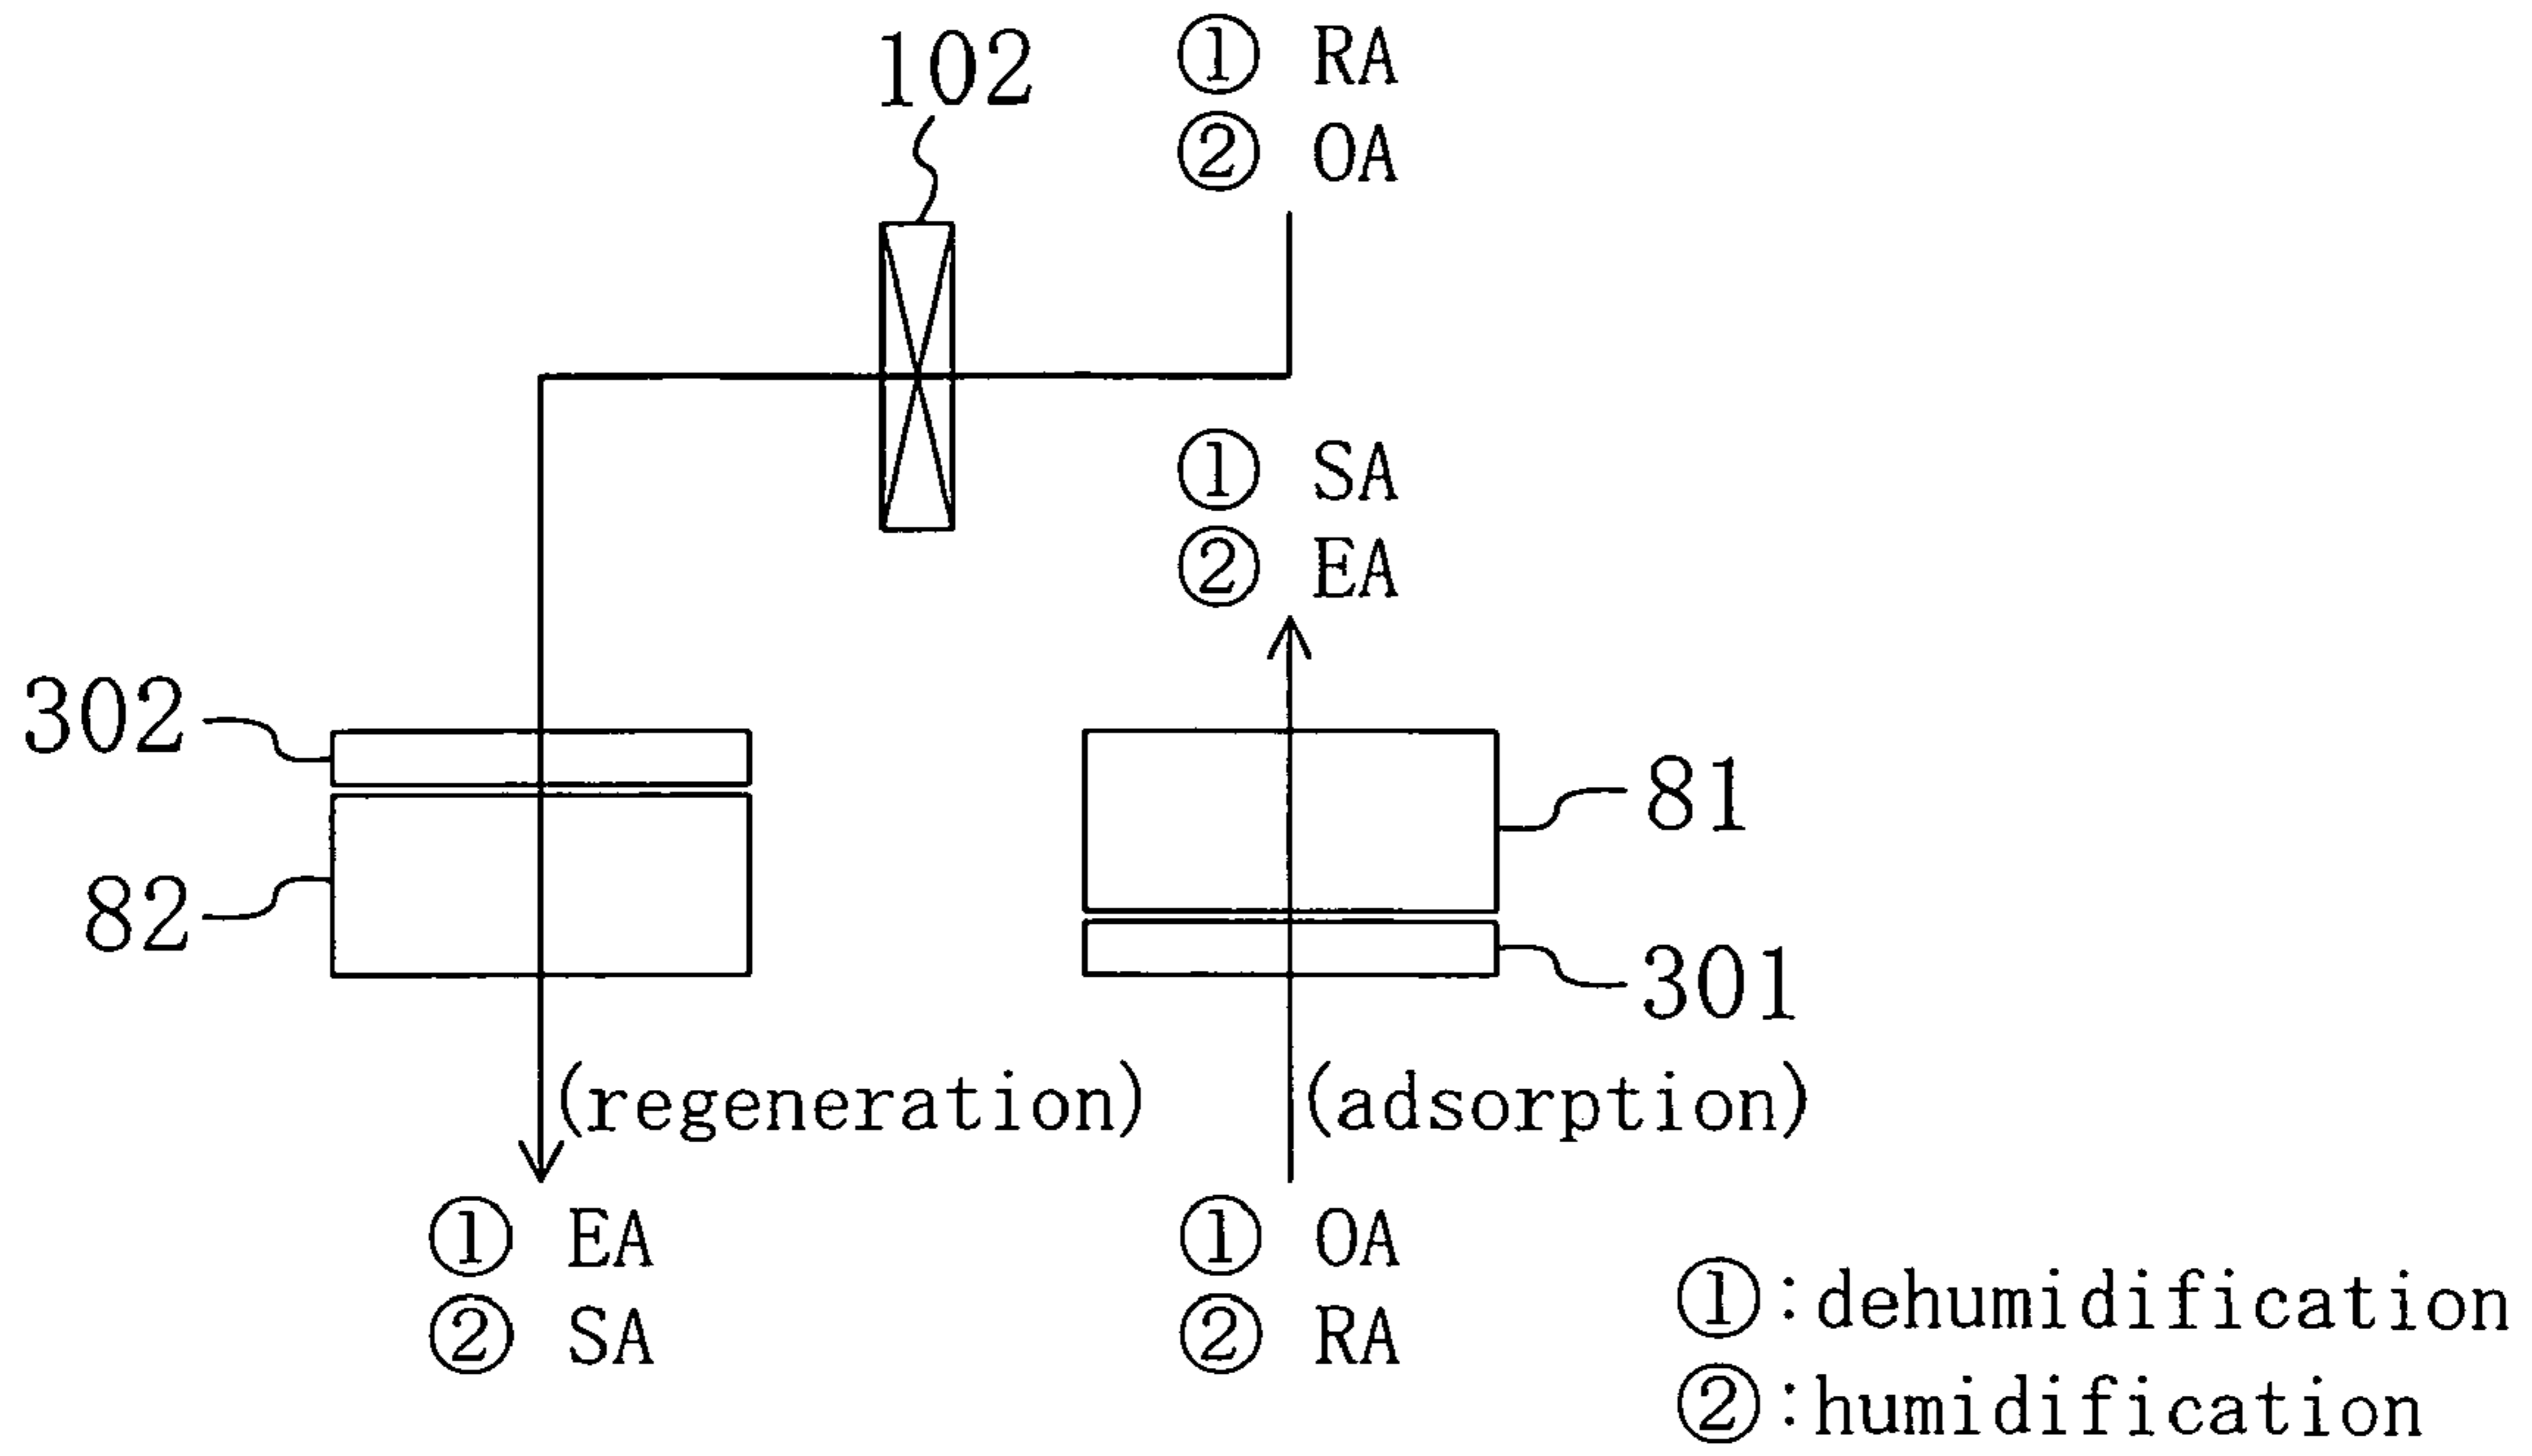 102
① RA
② OA
① SA
② EA
302
82
81
301
(regeneration)
(adsorption)
① EA
② SA
① OA
② RA
①:dehumidification
②:humidification